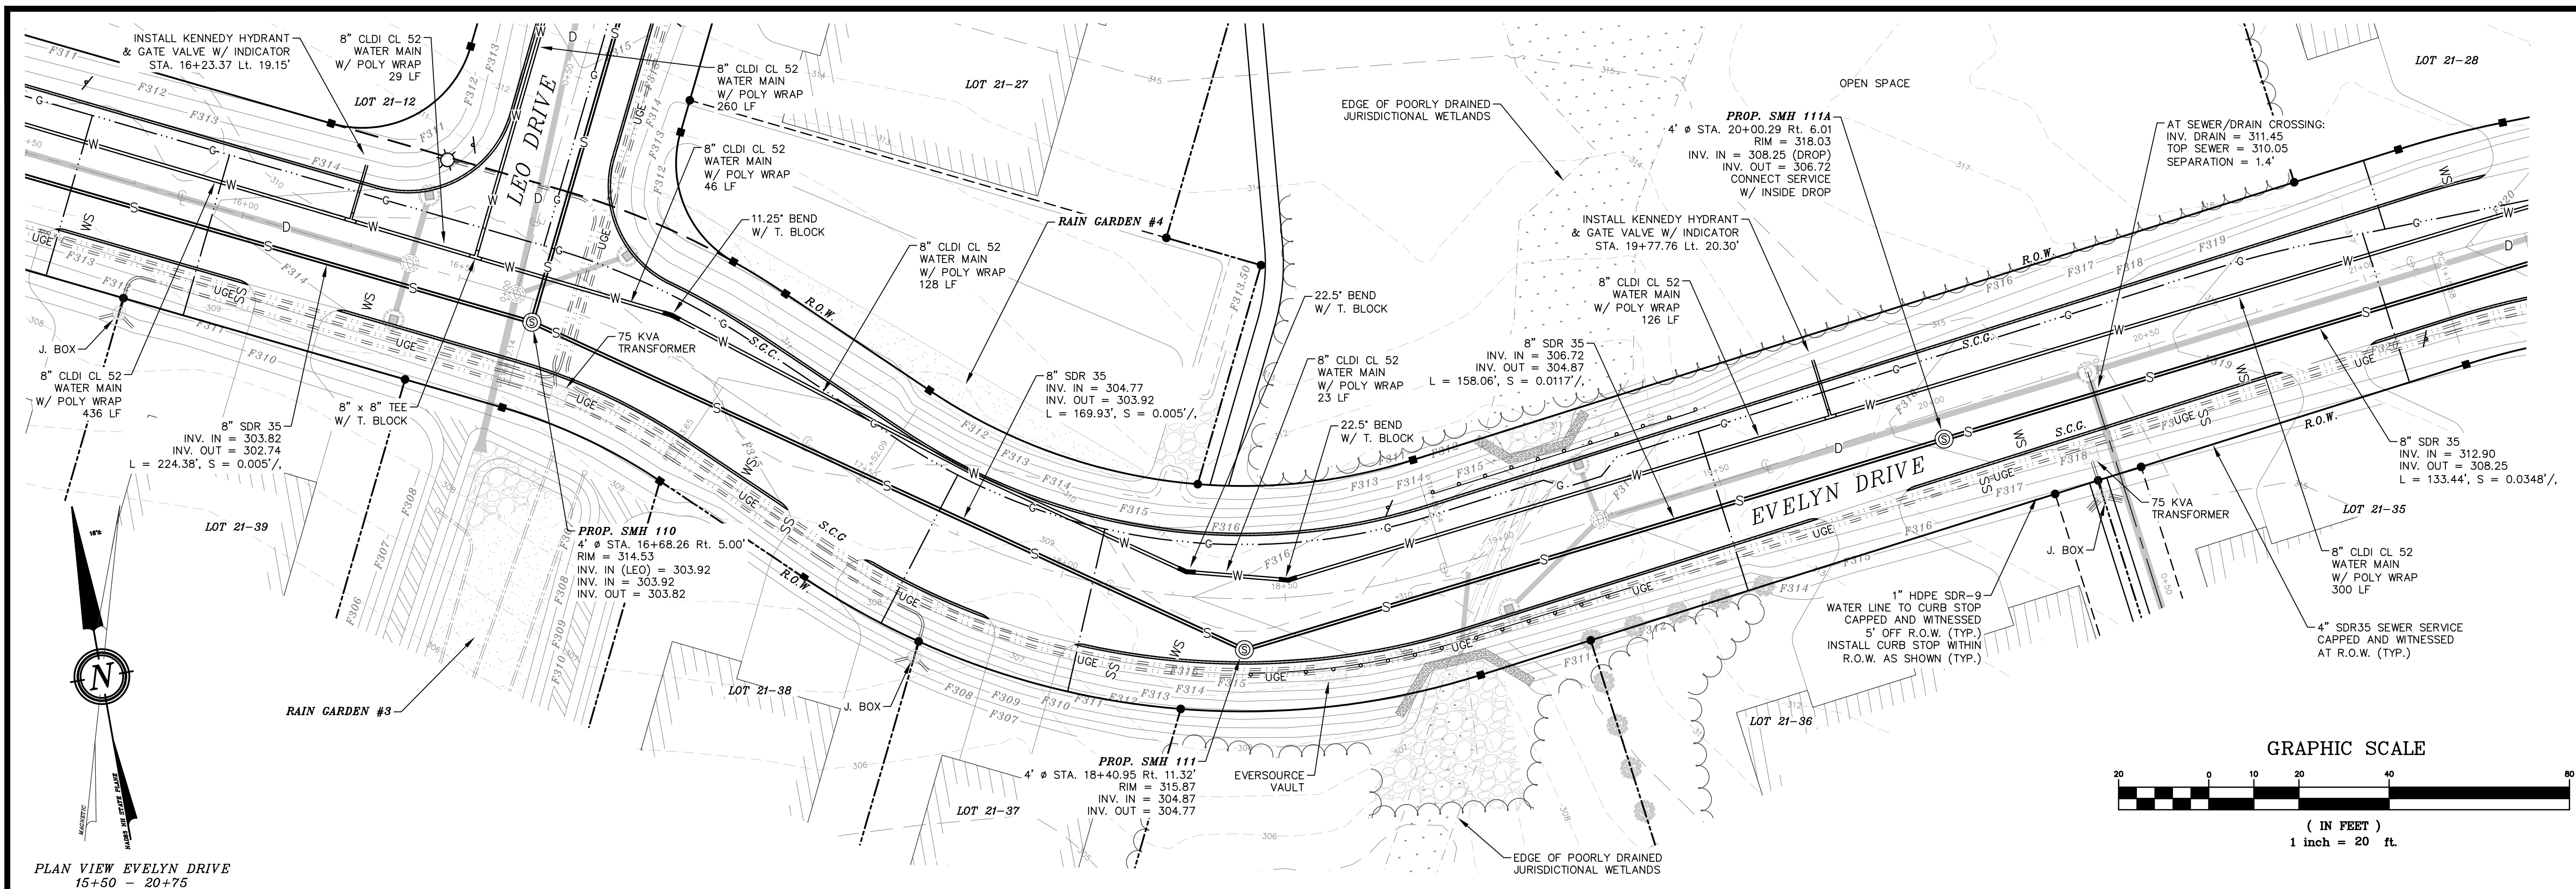 INSTALL KENNEDY HYDRANT
& GATE VALVE W/ INDICATOR
STA. 16+23.37 Lt. 19.15'
8" CLDI CL 52
WATER MAIN
W/ POLY WRAP
29 LF
LOT 21-12
LEO DRIVE
8" CLDI CL 52
WATER MAIN
W/ POLY WRAP
260 LF
8" CLDI CL 52
WATER MAIN
W/ POLY WRAP
46 LF
11.25° BEND
W/ T. BLOCK
LOT 21-27
8" CLDI CL 52
WATER MAIN
W/ POLY WRAP
128 LF
RAIN GARDEN #4
R.O.W
S.G.C.
EDGE OF POORLY DRAINED
JURISDICTIONAL WETLANDS
OPEN SPACE
LOT 21-28
PROP. SMH 111A
4' ø STA. 20+00.29 Rt. 6.01
RIM = 318.03
INV. IN = 308.25 (DROP)
INV. OUT = 306.72
CONNECT SERVICE
W/ INSIDE DROP
AT SEWER/DRAIN CROSSING:
INV. DRAIN = 311.45
TOP SEWER = 310.05
SEPARATION = 1.4'
INSTALL KENNEDY HYDRANT
& GATE VALVE W/ INDICATOR
STA. 19+77.76 Lt. 20.30'
8" CLDI CL 52
WATER MAIN
W/ POLY WRAP
126 LF
22.5° BEND
W/ T. BLOCK
8" SDR 35
INV. IN = 306.72
INV. OUT = 304.87
L = 158.06', S = 0.0117'/,
8" CLDI CL 52
WATER MAIN
W/ POLY WRAP
23 LF
22.5° BEND
W/ T. BLOCK
R.O.W.
S.C.G.
8" SDR 35
INV. IN = 304.77
INV. OUT = 303.92
L = 169.93', S = 0.005'/,
75 KVA
TRANSFORMER
J. BOX
8" CLDI CL 52
WATER MAIN
W/ POLY WRAP
436 LF
8" SDR 35
INV. IN = 303.82
INV. OUT = 302.74
L = 224.38', S = 0.005'/,
8" x 8" TEE
W/ T. BLOCK
LOT 21-39
PROP. SMH 110
4' ø STA. 16+68.26 Rt. 5.00'
RIM = 314.53
INV. IN (LEO) = 303.92
INV. IN = 303.92
INV. OUT = 303.82
S.C.G
R.O.W.
RAIN GARDEN #3
LOT 21-38
J. BOX
LOT 21-37
PROP. SMH 111
4' ø STA. 18+40.95 Rt. 11.32'
RIM = 315.87
INV. IN = 304.87
INV. OUT = 304.77
EVERSOURCE
VAULT
EDGE OF POORLY DRAINED
JURISDICTIONAL WETLANDS
EVELYN DRIVE
S.C.G.
R.O.W.
1" HDPE SDR-9
WATER LINE TO CURB STOP
CAPPED AND WITNESSED
5' OFF R.O.W. (TYP.)
INSTALL CURB STOP WITHIN
R.O.W. AS SHOWN (TYP.)
J. BOX
75 KVA
TRANSFORMER
LOT 21-36
LOT 21-35
8" SDR 35
INV. IN = 312.90
INV. OUT = 308.25
L = 133.44', S = 0.0348'/,
8" CLDI CL 52
WATER MAIN
W/ POLY WRAP
300 LF
4" SDR35 SEWER SERVICE
CAPPED AND WITNESSED
AT R.O.W. (TYP.)
N
MAGNETIC
NAD83 NH STATE PLANE
PLAN VIEW EVELYN DRIVE
15+50 - 20+75
GRAPHIC SCALE
20 0 10 20 40 80
( IN FEET )
1 inch = 20 ft.